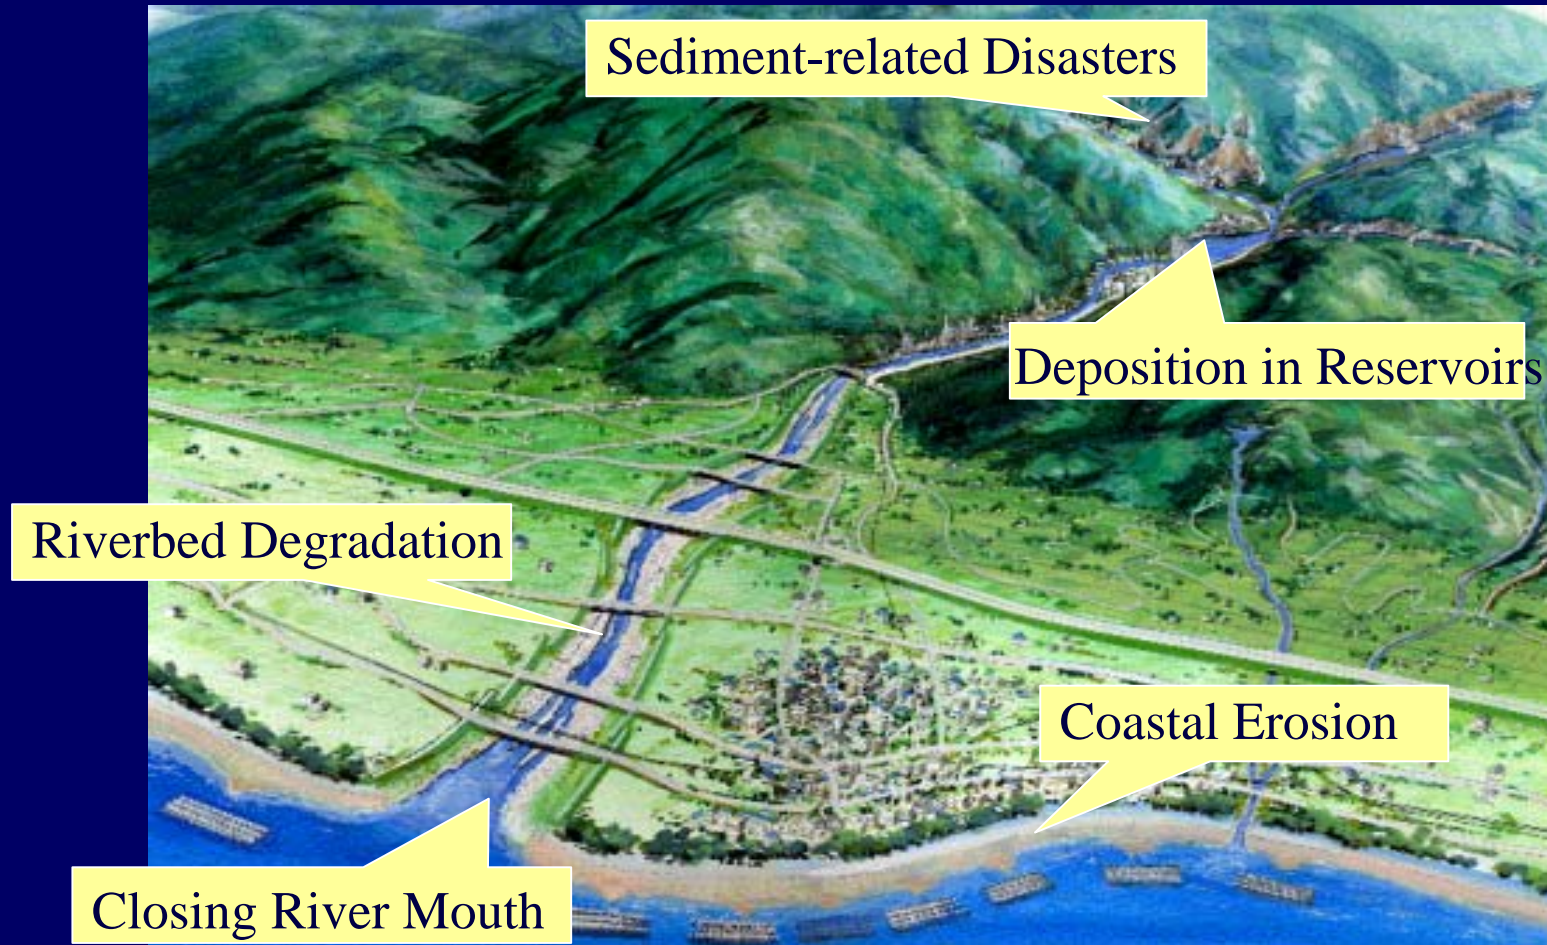 Sediment-related Disasters
Deposition in Reservoirs
Riverbed Degradation
Coastal Erosion
Closing River Mouth